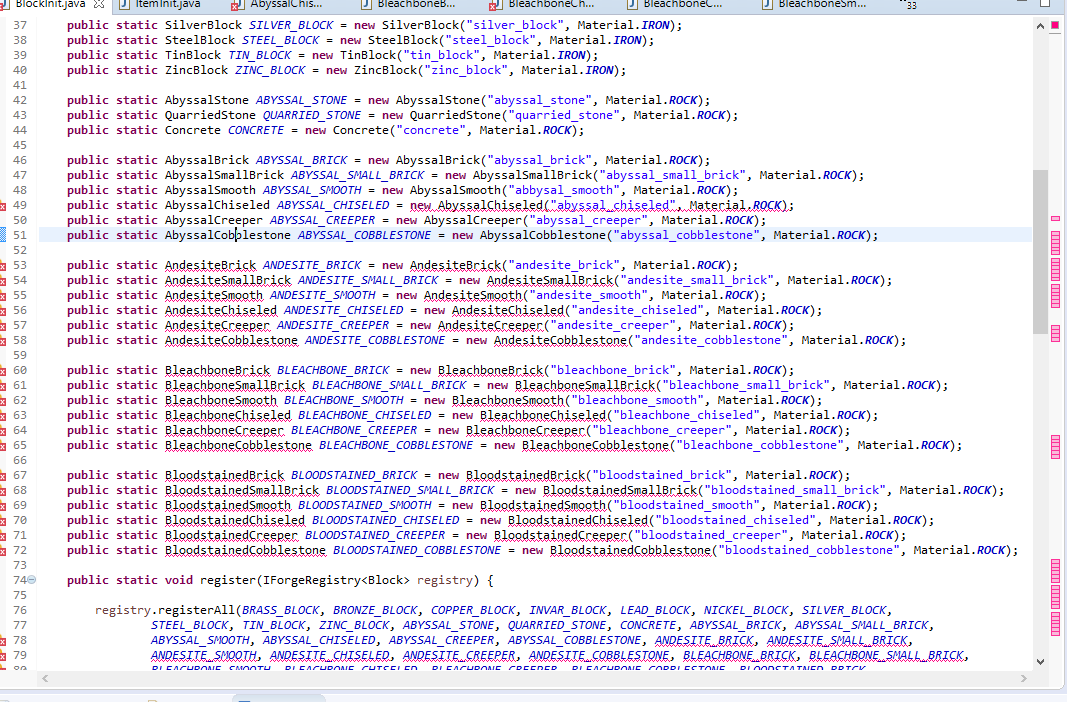 BlockInit.java ItemInit.java AbyssalChis... BleachboneB... BleachboneCh... BleachboneC... BleachboneSm... 33
37 public static SilverBlock SILVER_BLOCK = new SilverBlock("silver_block", Material.IRON);
38 public static SteelBlock STEEL_BLOCK = new SteelBlock("steel_block", Material.IRON);
39 public static TinBlock TIN_BLOCK = new TinBlock("tin_block", Material.IRON);
40 public static ZincBlock ZINC_BLOCK = new ZincBlock("zinc_block", Material.IRON);
41
42 public static AbyssalStone ABYSSAL_STONE = new AbyssalStone("abyssal_stone", Material.ROCK);
43 public static QuarriedStone QUARRIED_STONE = new QuarriedStone("quarried_stone", Material.ROCK);
44 public static Concrete CONCRETE = new Concrete("concrete", Material.ROCK);
45
46 public static AbyssalBrick ABYSSAL_BRICK = new AbyssalBrick("abyssal_brick", Material.ROCK);
47 public static AbyssalSmallBrick ABYSSAL_SMALL_BRICK = new AbyssalSmallBrick("abyssal_small_brick", Material.ROCK);
48 public static AbyssalSmooth ABYSSAL_SMOOTH = new AbyssalSmooth("abbysal_smooth", Material.ROCK);
49 public static AbyssalChiseled ABYSSAL_CHISELED = new AbyssalChiseled("abyssal_chiseled", Material.ROCK);
50 public static AbyssalCreeper ABYSSAL_CREEPER = new AbyssalCreeper("abyssal_creeper", Material.ROCK);
51 public static AbyssalCobblestone ABYSSAL_COBBLESTONE = new AbyssalCobblestone("abyssal_cobblestone", Material.ROCK);
52
53 public static AndesiteBrick ANDESITE_BRICK = new AndesiteBrick("andesite_brick", Material.ROCK);
54 public static AndesiteSmallBrick ANDESITE_SMALL_BRICK = new AndesiteSmallBrick("andesite_small_brick", Material.ROCK);
55 public static AndesiteSmooth ANDESITE_SMOOTH = new AndesiteSmooth("andesite_smooth", Material.ROCK);
56 public static AndesiteChiseled ANDESITE_CHISELED = new AndesiteChiseled("andesite_chiseled", Material.ROCK);
57 public static AndesiteCreeper ANDESITE_CREEPER = new AndesiteCreeper("andesite_creeper", Material.ROCK);
58 public static AndesiteCobblestone ANDESITE_COBBLESTONE = new AndesiteCobblestone("andesite_cobblestone", Material.ROCK);
59
60 public static BleachboneBrick BLEACHBONE_BRICK = new BleachboneBrick("bleachbone_brick", Material.ROCK);
61 public static BleachboneSmallBrick BLEACHBONE_SMALL_BRICK = new BleachboneSmallBrick("bleachbone_small_brick", Material.ROCK);
62 public static BleachboneSmooth BLEACHBONE_SMOOTH = new BleachboneSmooth("bleachbone_smooth", Material.ROCK);
63 public static BleachboneChiseled BLEACHBONE_CHISELED = new BleachboneChiseled("bleachbone_chiseled", Material.ROCK);
64 public static BleachboneCreeper BLEACHBONE_CREEPER = new BleachboneCreeper("bleachbone_creeper", Material.ROCK);
65 public static BleachboneCobblestone BLEACHBONE_COBBLESTONE = new BleachboneCobblestone("bleachbone_cobblestone", Material.ROCK);
66
67 public static BloodstainedBrick BLOODSTAINED_BRICK = new BloodstainedBrick("bloodstained_brick", Material.ROCK);
68 public static BloodstainedSmallBrick BLOODSTAINED_SMALL_BRICK = new BloodstainedSmallBrick("bloodstained_small_brick", Material.ROCK);
69 public static BloodstainedSmooth BLOODSTAINED_SMOOTH = new BloodstainedSmooth("bloodstained_smooth", Material.ROCK);
70 public static BloodstainedChiseled BLOODSTAINED_CHISELED = new BloodstainedChiseled("bloodstained_chiseled", Material.ROCK);
71 public static BloodstainedCreeper BLOODSTAINED_CREEPER = new BloodstainedCreeper("bloodstained_creeper", Material.ROCK);
72 public static BloodstainedCobblestone BLOODSTAINED_COBBLESTONE = new BloodstainedCobblestone("bloodstained_cobblestone", Material.ROCK);
73
74 public static void register(IForgeRegistry<Block> registry) {
75
76 registry.registerAll(BRASS_BLOCK, BRONZE_BLOCK, COPPER_BLOCK, INVAR_BLOCK, LEAD_BLOCK, NICKEL_BLOCK, SILVER_BLOCK,
77 STEEL_BLOCK, TIN_BLOCK, ZINC_BLOCK, ABYSSAL_STONE, QUARRIED_STONE, CONCRETE, ABYSSAL_BRICK, ABYSSAL_SMALL_BRICK,
78 ABYSSAL_SMOOTH, ABYSSAL_CHISELED, ABYSSAL_CREEPER, ABYSSAL_COBBLESTONE, ANDESITE_BRICK, ANDESITE_SMALL_BRICK,
79 ANDESITE_SMOOTH, ANDESITE_CHISELED, ANDESITE_CREEPER, ANDESITE_COBBLESTONE, BLEACHBONE_BRICK, BLEACHBONE_SMALL_BRICK,
80 BLEACHBONE_SMOOTH, BLEACHBONE_CHISELED, BLEACHBONE_CREEPER, BLEACHBONE_COBBLESTONE, BLOODSTAINED_BRICK,